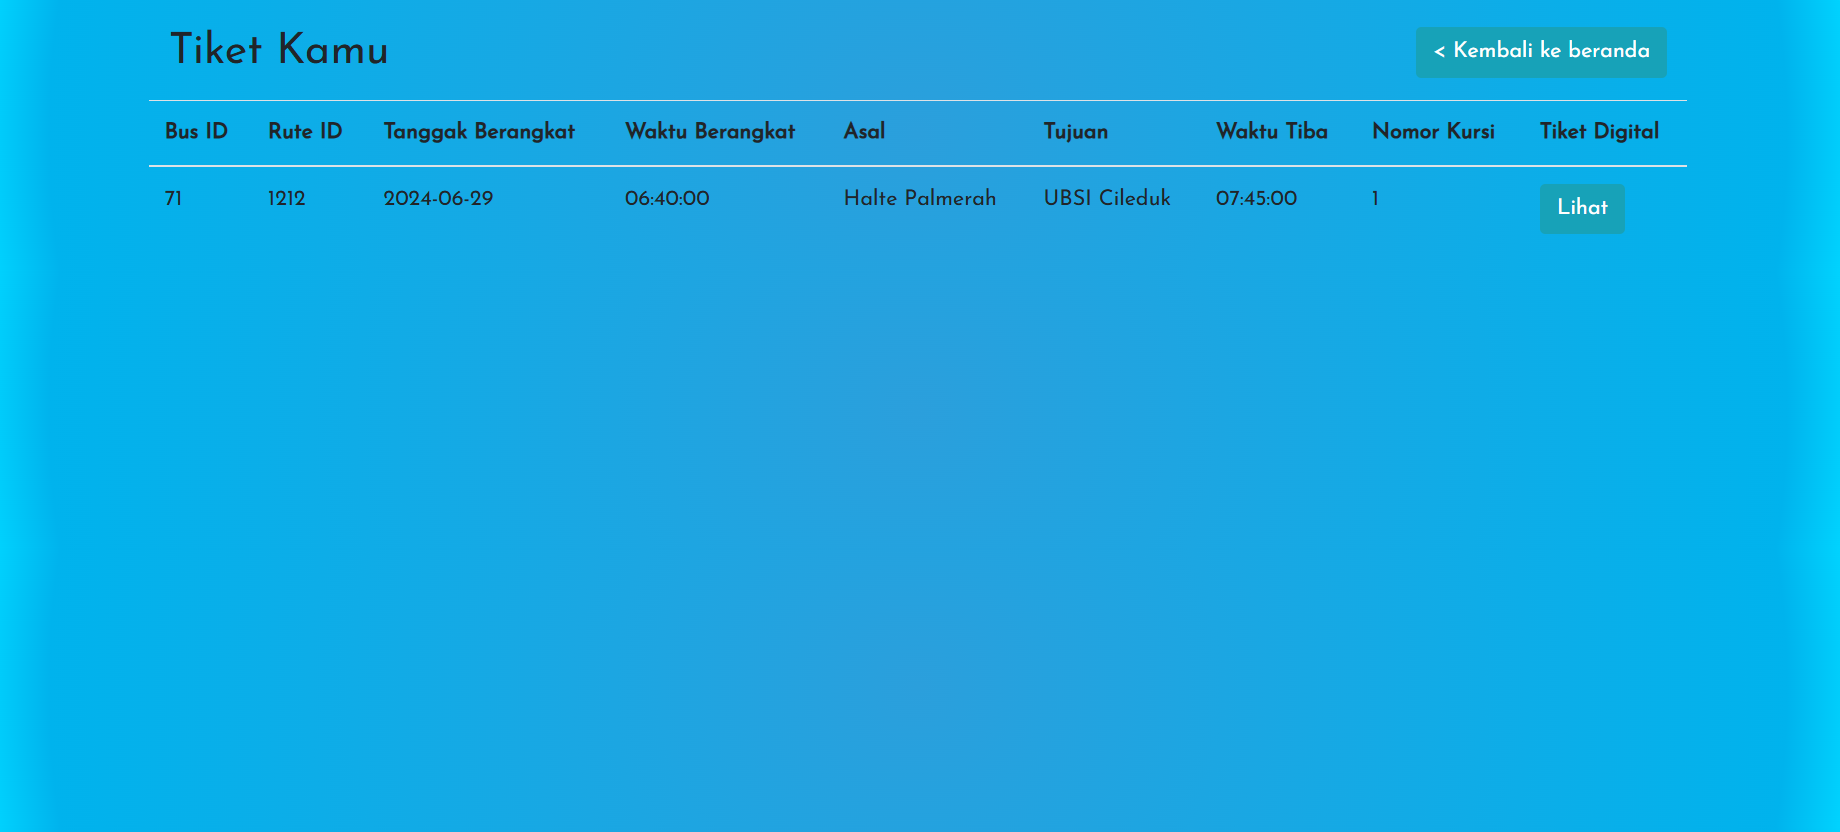 Tiket Kamu
< Kembali ke beranda
Bus ID Rute ID Tanggak Berangkat Waktu Berangkat Asal Tujuan Waktu Tiba Nomor Kursi Tiket Digital
71 1212 2024-06-29 06:40:00 Halte Palmerah UBSI Cileduk 07:45:00 1 Lihat